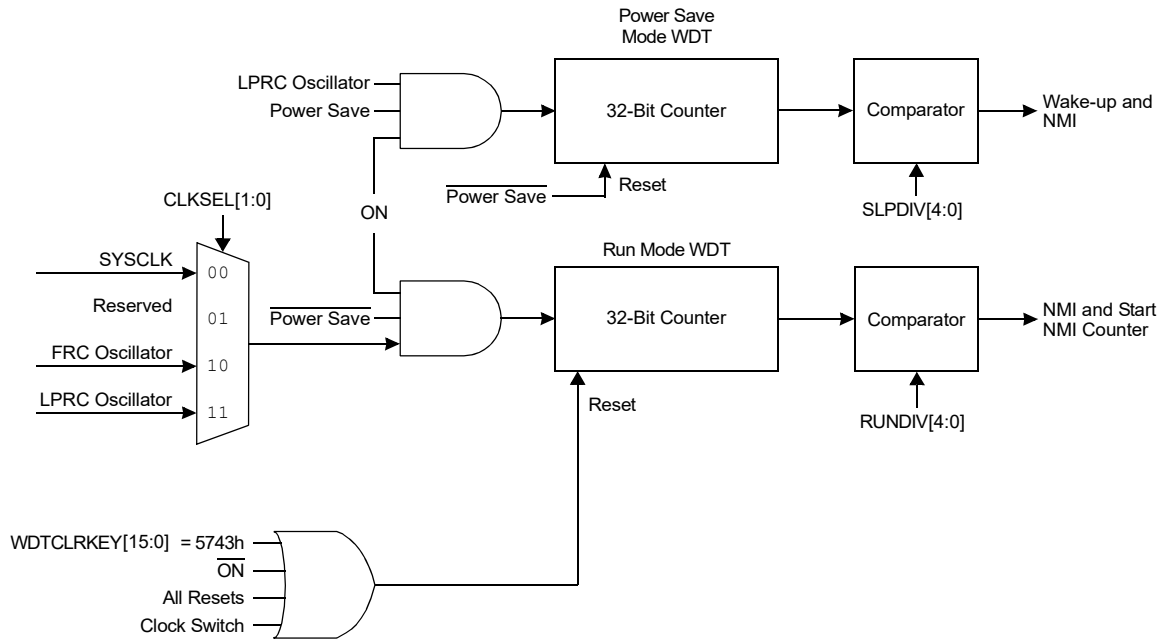 Power Save
Mode WDT
LPRC Oscillator
Power Save
32-Bit Counter
Comparator
Wake-up and
NMI
Power Save
Reset
SLPDIV[4:0]
CLKSEL[1:0]
ON
Run Mode WDT
SYSCLK
00
Reserved
01
Power Save
32-Bit Counter
Comparator
NMI and Start
NMI Counter
FRC Oscillator
10
LPRC Oscillator
11
Reset
RUNDIV[4:0]
WDTCLRKEY[15:0] = 5743h
ON
All Resets
Clock Switch